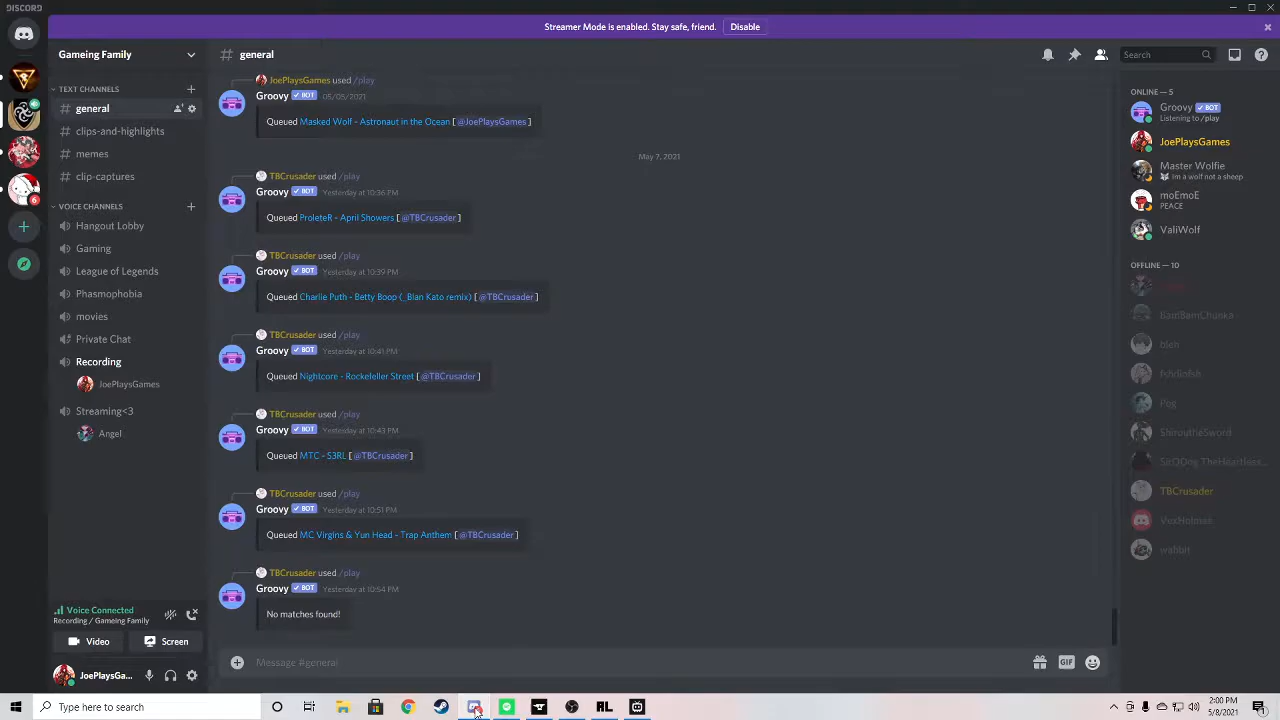 DISCORD
Streamer Mode is enabled. Stay safe, friend. Disable
Gameing Family
# general
Search
TEXT CHANNELS
general
clips-and-highlights
memes
clip-captures
VOICE CHANNELS
Hangout Lobby
Gaming
League of Legends
Phasmophobia
movies
Private Chat
Recording
JoePlaysGames
Streaming<3
Angel
Voice Connected
Recording / Gameing Family
Video
Screen
JoePlaysGa...
JoePlaysGames used /play
Groovy ✓ BOT 05/05/2021
Queued Masked Wolf - Astronaut in the Ocean [@JoePlaysGames]
May 7, 2021
TBCrusader used /play
Groovy ✓ BOT Yesterday at 10:36 PM
Queued ProleteR - April Showers [@TBCrusader]
TBCrusader used /play
Groovy ✓ BOT Yesterday at 10:39 PM
Queued Charlie Puth - Betty Boop (_Blan Kato remix) [@TBCrusader]
TBCrusader used /play
Groovy ✓ BOT Yesterday at 10:41 PM
Queued Nightcore - Rockefeller Street [@TBCrusader]
TBCrusader used /play
Groovy ✓ BOT Yesterday at 10:43 PM
Queued MTC - S3RL [@TBCrusader]
TBCrusader used /play
Groovy ✓ BOT Yesterday at 10:51 PM
Queued MC Virgins & Yun Head - Trap Anthem [@TBCrusader]
TBCrusader used /play
Groovy ✓ BOT Yesterday at 10:54 PM
No matches found!
Message #general
GIF
ONLINE — 5
Groovy ✓ BOT
Listening to /play
JoePlaysGames
Master Wolfie
I'm a wolf not a sheep
moEmoE
PEACE
ValiWolf
OFFLINE — 10
BamBamChunka
bleh
Pog
ShiroutheSword
TBCrusader
VoxHolmes
6
Type here to search
RL
2:00 PM
5/8/2021